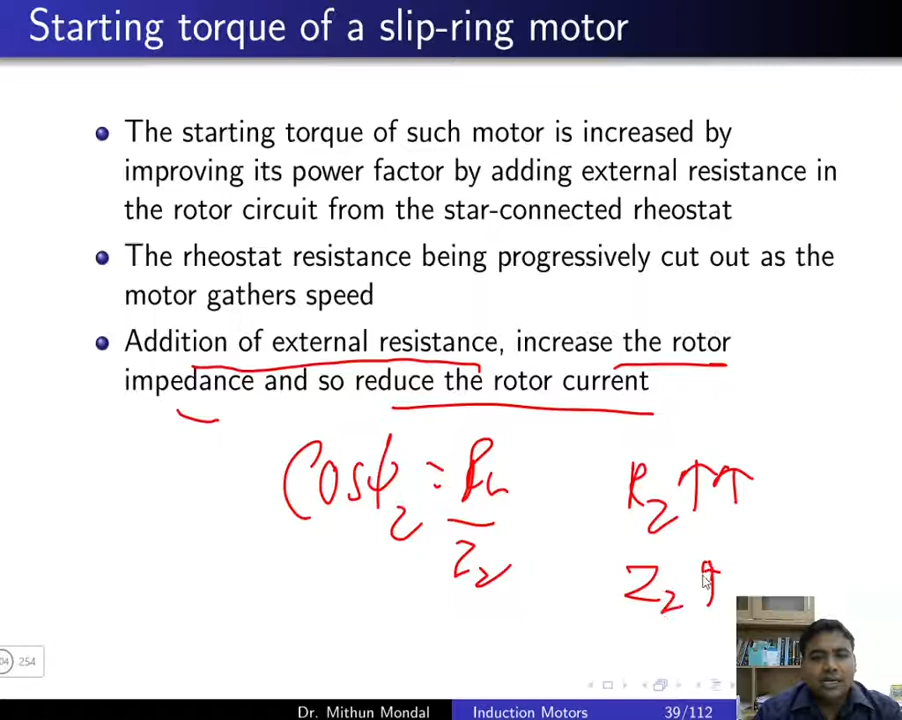 Starting torque of a slip-ring motor
The starting torque of such motor is increased by
improving its power factor by adding external resistance in
the rotor circuit from the star-connected rheostat
The rheostat resistance being progressively cut out as the
motor gathers speed
Addition of external resistance, increase the rotor
impedance and so reduce the rotor current
Cosϕ2 = R2/Z2
R2 ↑↑
Z2 ↑
04 254
Dr. Mithun Mondal Induction Motors 39/112